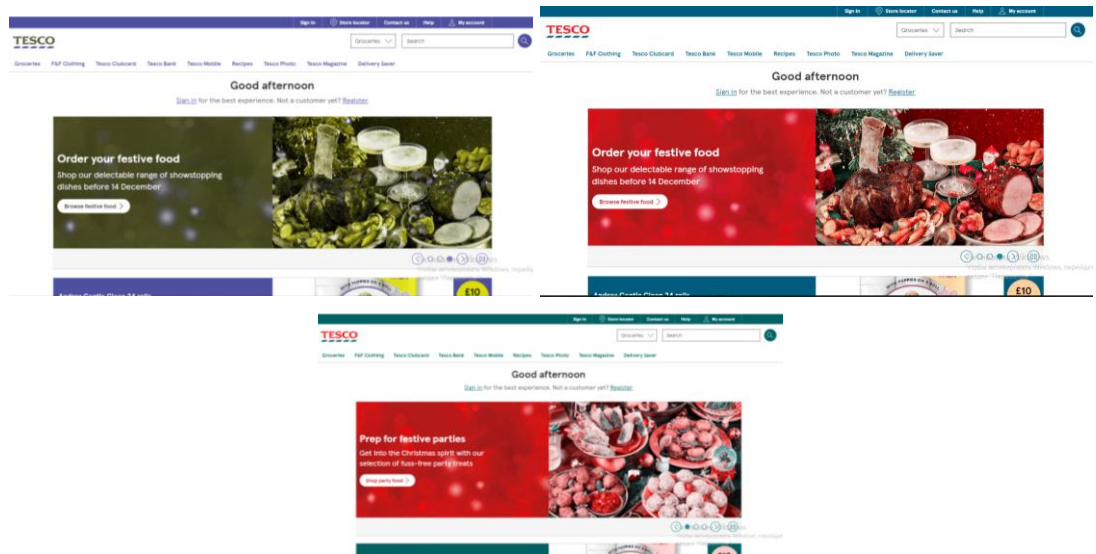 Sign in Store locator Contact us Help My account
TESCO
Groceries Search
Groceries F&F Clothing Tesco Clubcard Tesco Bank Tesco Mobile Recipes Tesco Photo Tesco Magazine Delivery Saver
Good afternoon
Sign in for the best experience. Not a customer yet? Register
Order your festive food
Shop our delectable range of showstopping
dishes before 14 December
Browse festive food
£10
Sign in Store locator Contact us Help My account
TESCO
Groceries Search
Groceries F&F Clothing Tesco Clubcard Tesco Bank Tesco Mobile Recipes Tesco Photo Tesco Magazine Delivery Saver
Good afternoon
Sign in for the best experience. Not a customer yet? Register
Order your festive food
Shop our delectable range of showstopping
dishes before 14 December
Browse festive food
£10
Sign in Store locator Contact us Help My account
TESCO
Groceries Search
Groceries F&F Clothing Tesco Clubcard Tesco Bank Tesco Mobile Recipes Tesco Photo Tesco Magazine Delivery Saver
Good afternoon
Sign in for the best experience. Not a customer yet? Register
Prep for festive parties
Get into the Christmas spirit with our
selection of fuss-free party treats
Shop party food